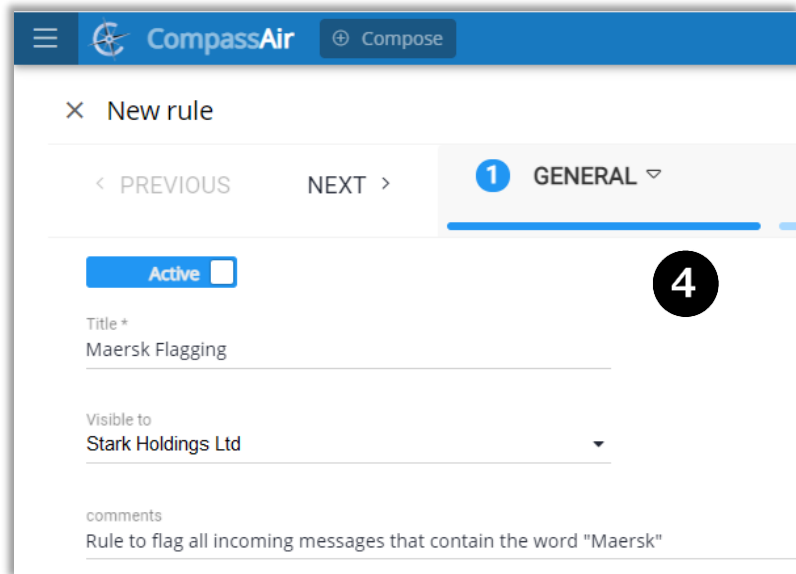 CompassAir Compose
New rule
PREVIOUS NEXT 1 GENERAL
Active
4
Title *
Maersk Flagging
Visible to
Stark Holdings Ltd
comments
Rule to flag all incoming messages that contain the word "Maersk"